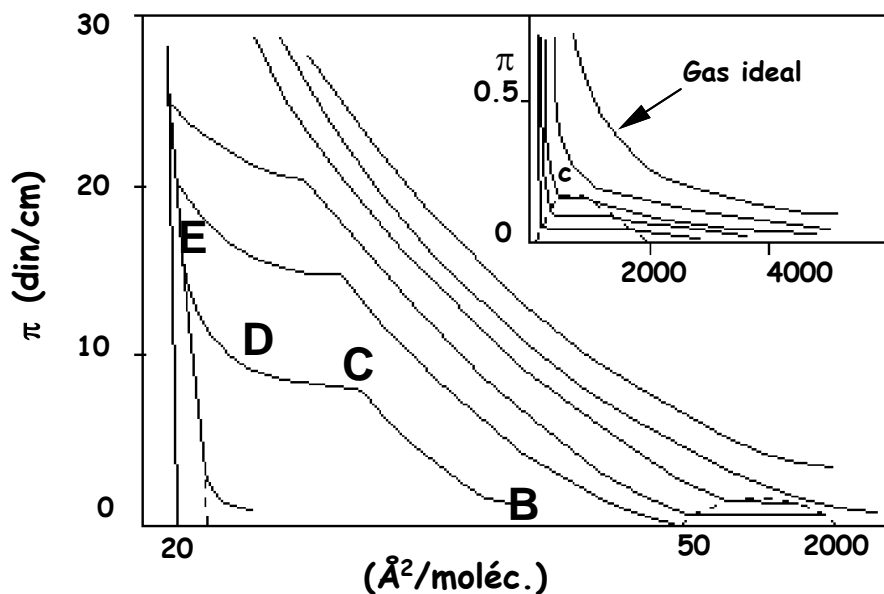 30
20
10
0
π (din/cm)
E
D
C
B
20
50
2000
(Å²/moléc.)
π
0.5
0
Gas ideal
c
2000
4000